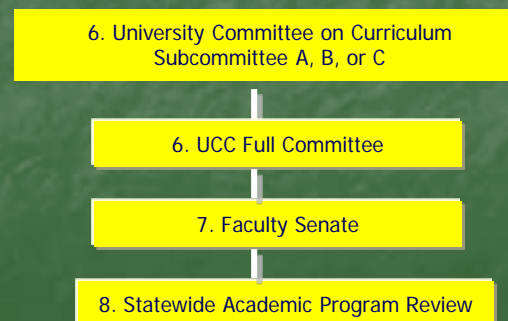 6. University Committee on Curriculum
Subcommittee A, B, or C
6. UCC Full Committee
7. Faculty Senate
8. Statewide Academic Program Review